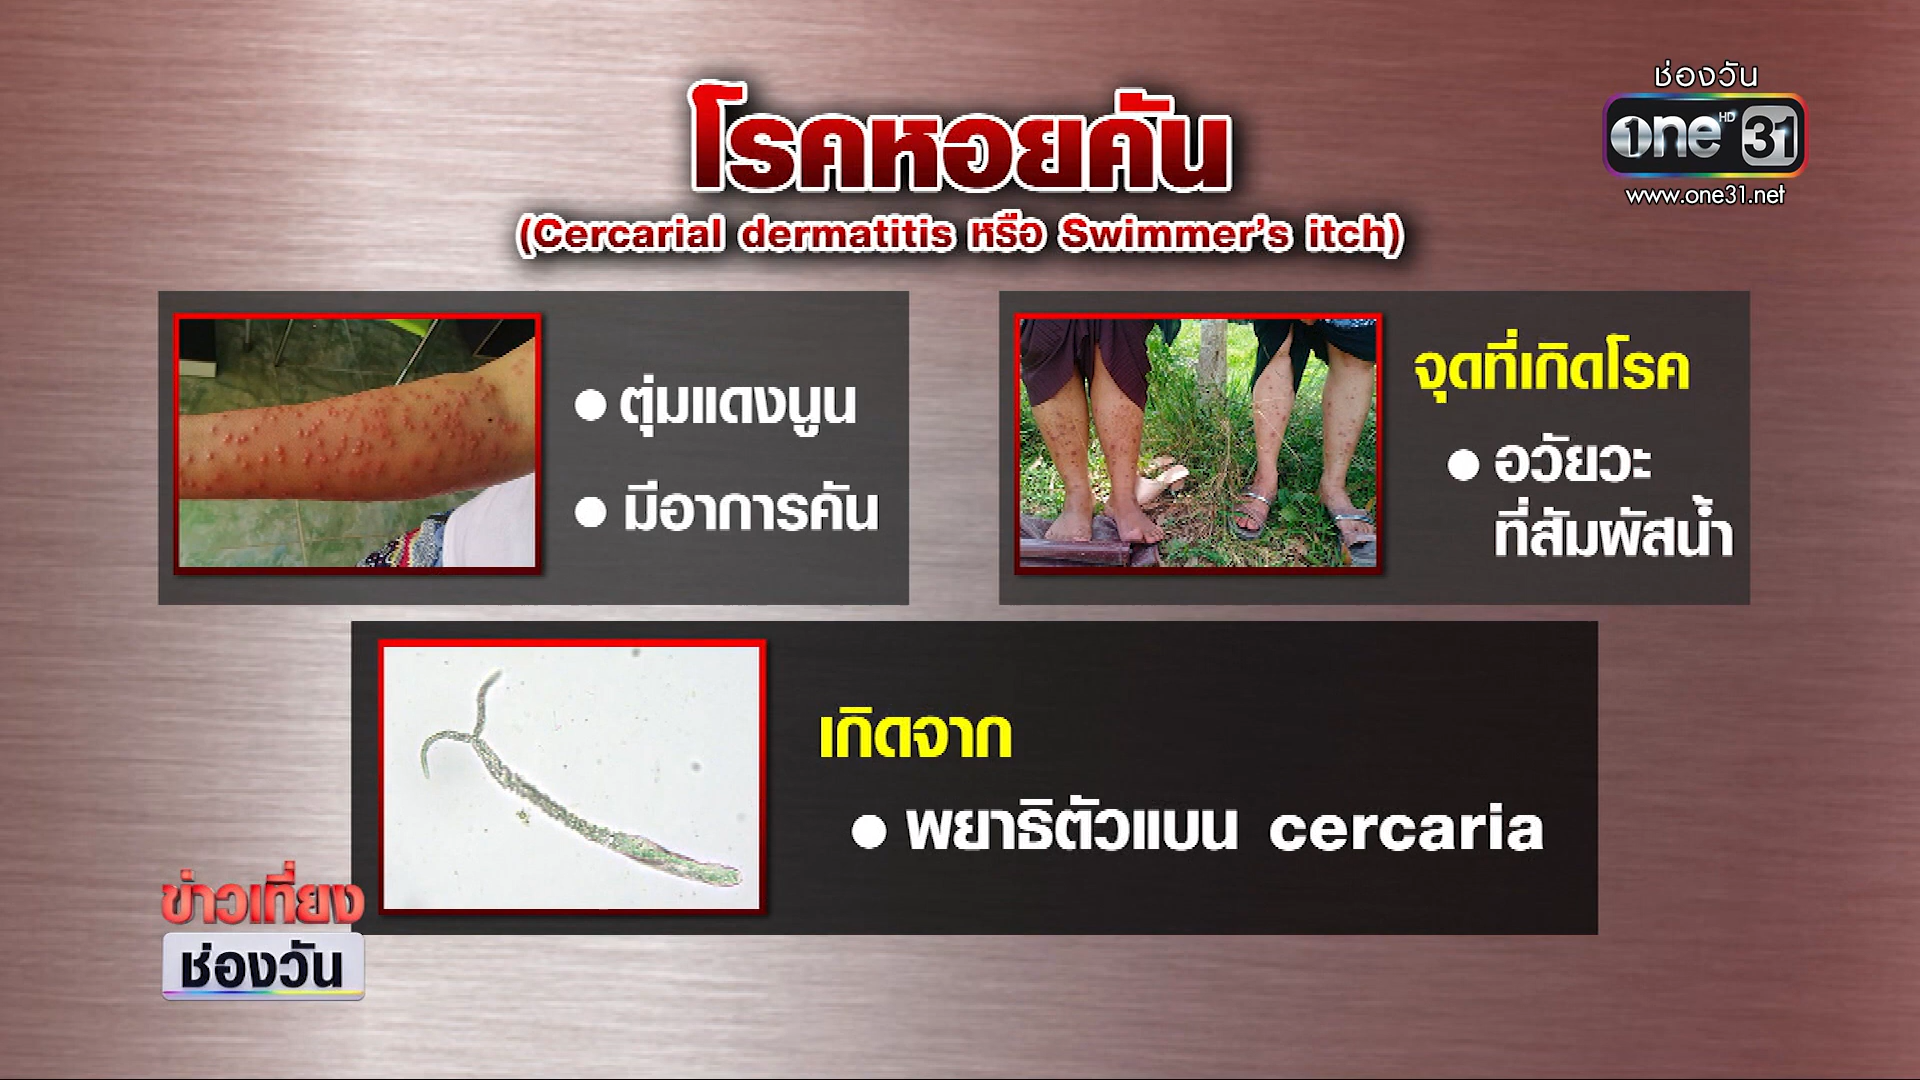 ช่องวัน
one HD 31
www.one31.net
โรคหอยคัน
(Cercarial dermatitis หรือ Swimmer's itch)
● ตุ่มแดงนูน
● มีอาการคัน
จุดที่เกิดโรค
● อวัยวะ
ที่สัมผัสน้ำ
เกิดจาก
● พยาธิตัวแบน cercaria
ข่าวเที่ยง
ช่องวัน